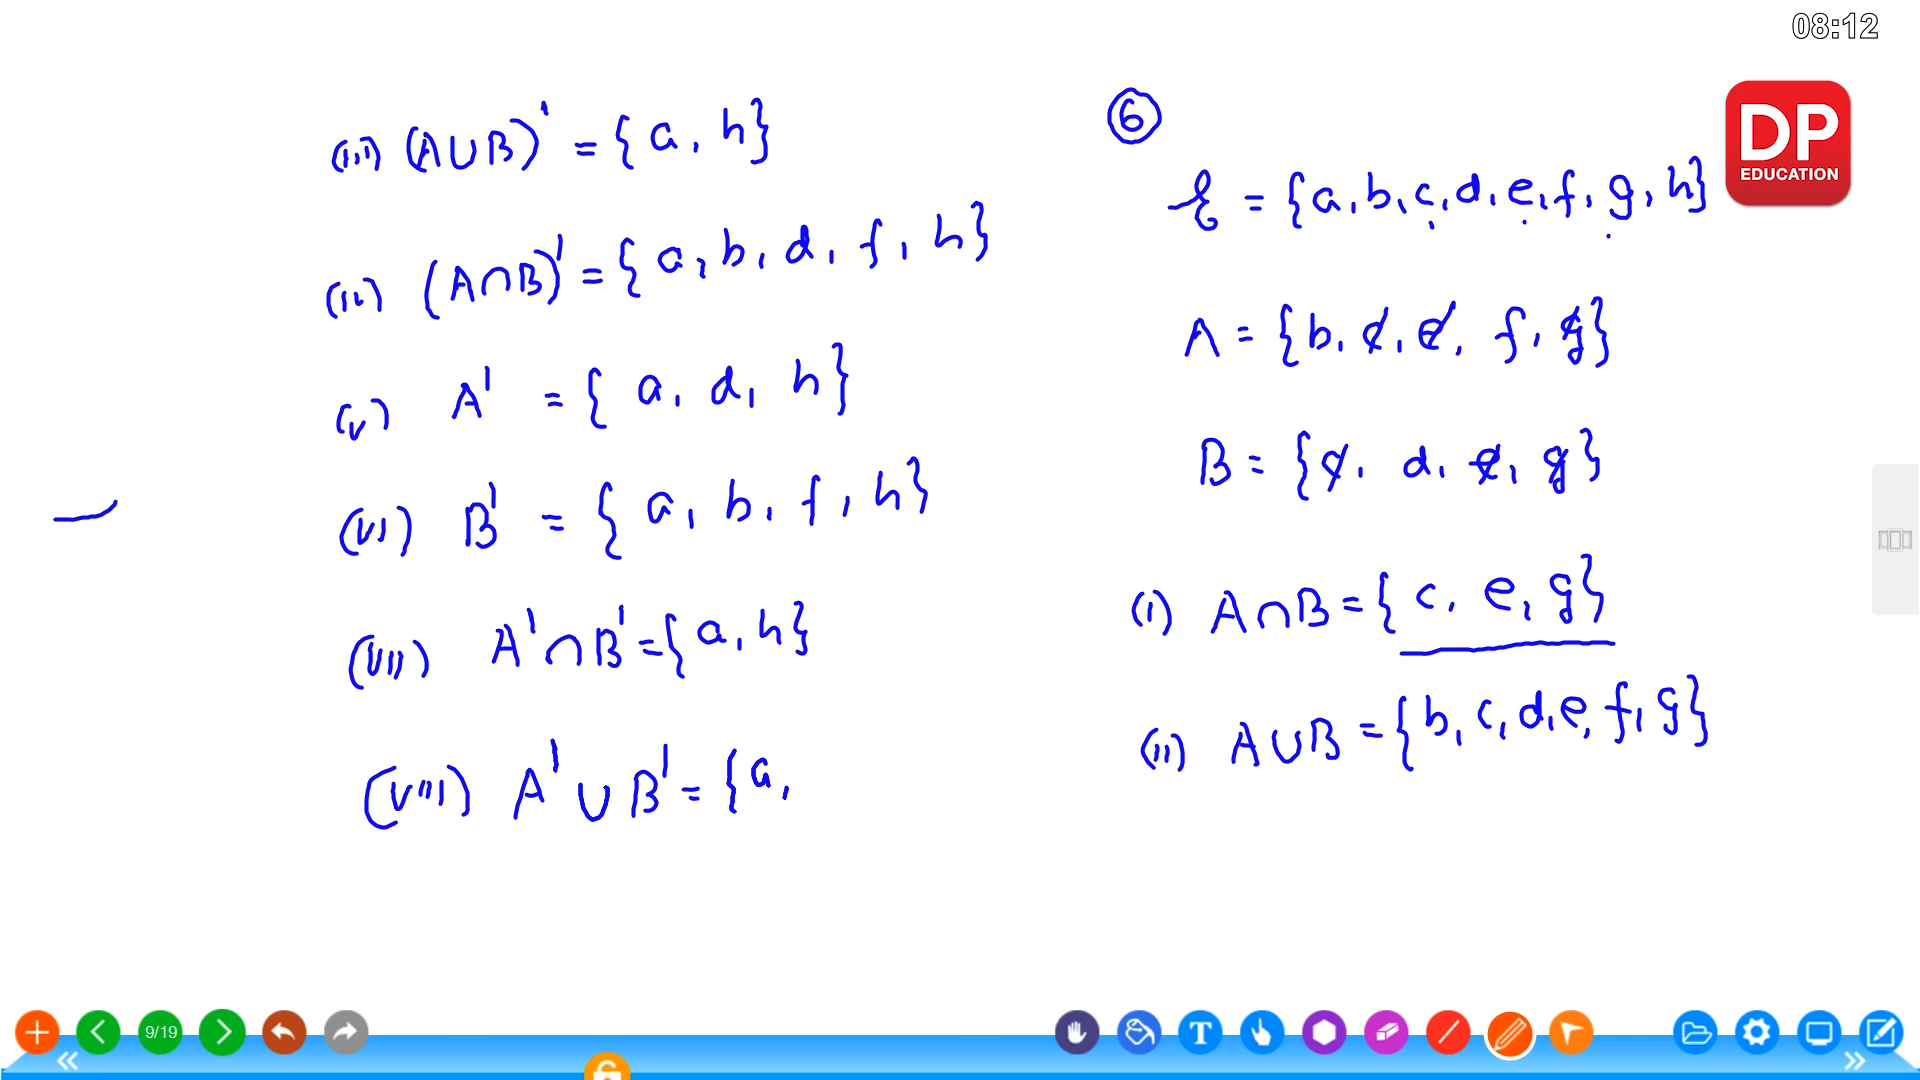 08:12
DP
EDUCATION
(iii) (A∪B)' = {a, h}
(iv) (A∩B)' = {a, b, d, f, h}
(v) A' = {a, d, h}
(vi) B' = {a, b, f, h}
(vii) A'∩B' = {a, h}
(viii) A'∪B' = {a,
6
ξ = {a, b, c, d, e, f, g, h}
A = {b, c, e, f, g}
B = {c, d, e, g}
(i) A∩B = {c, e, g}
(ii) A∪B = {b, c, d, e, f, g}
9/19
T